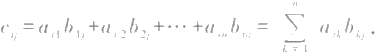 c_{ij} = a_{i1} b_{1j} + a_{i2} b_{2j} + ⋯ + a_{in} b_{nj} = \sum_{k=1}^{n} a_{ik} b_{kj} .